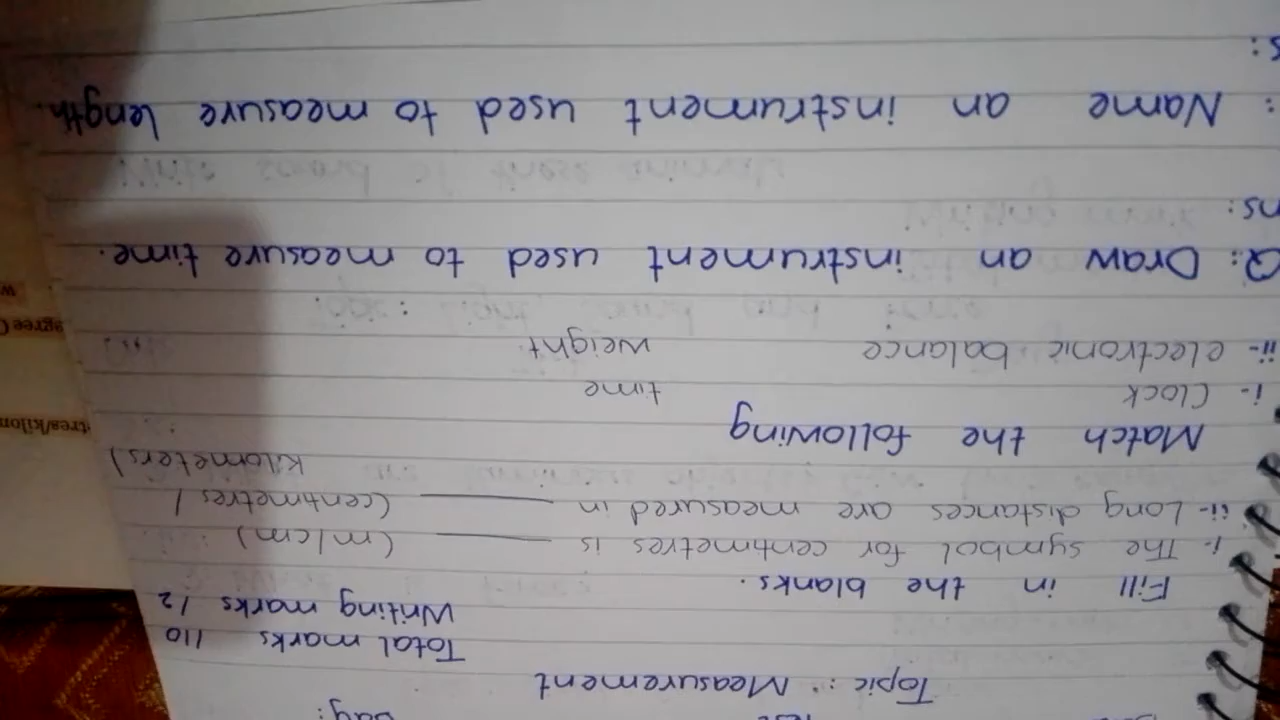 Day:
Topic: Measurement
Total marks /10
Writing marks /2
Fill in the blanks.
i- The symbol for centimetres is ______ (m/cm)
ii- Long distances are measured in ______ (centimetres /
kilometers)
Match the following
i- Clock time
ii- electronic balance weight
Q: Draw an instrument used to measure time.
ns:
: Name an instrument used to measure length.
s: